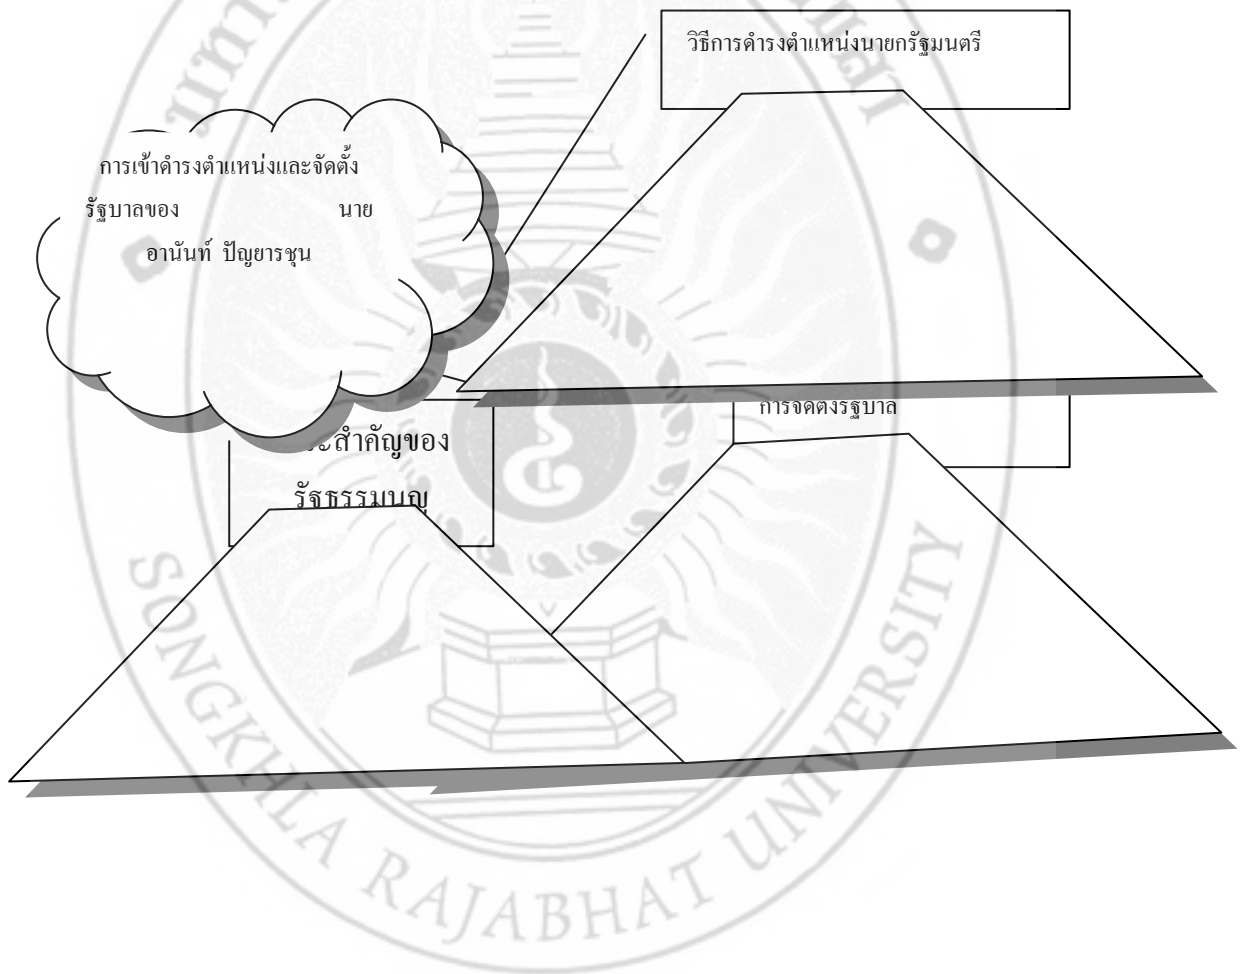 วิธีการดำรงตำแหน่งนายกรัฐมนตรี
การเข้าดำรงตำแหน่งและจัดตั้ง
รัฐบาลของ นาย
อานันท์ ปัญยารชุน
การจัดตั้งรัฐบาล
สำคัญของ
รัฐธรรมนูญ
SONGKHLA RAJABHAT UNIVERSITY